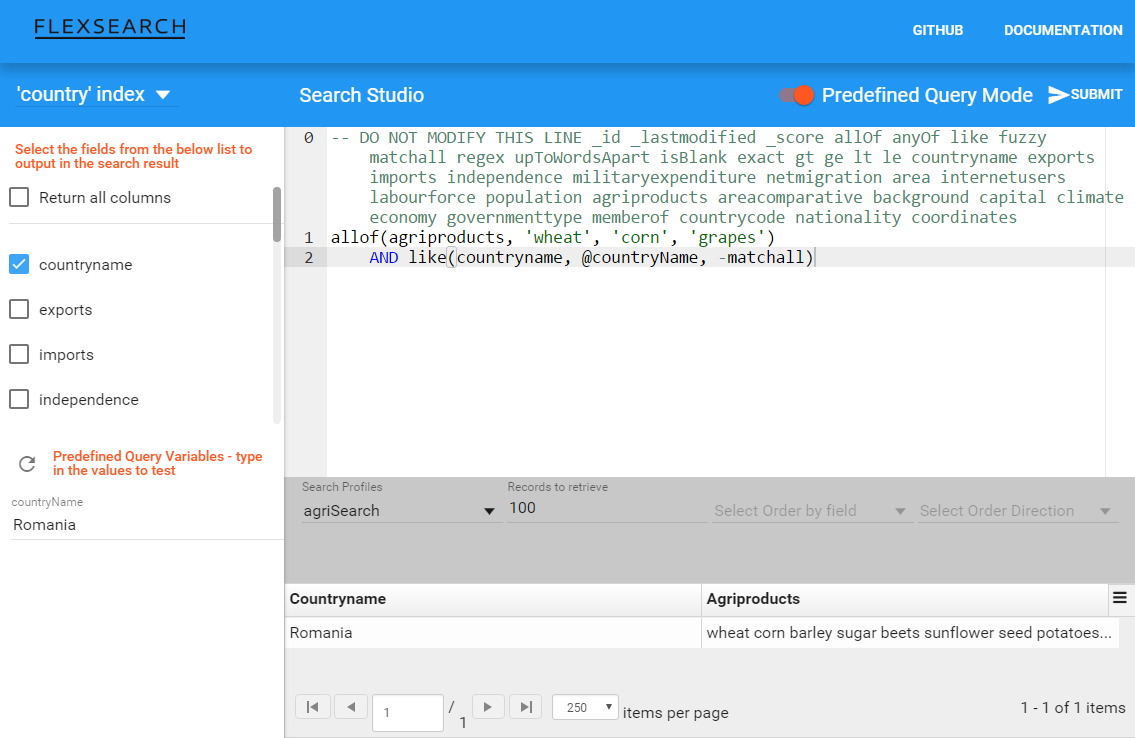 FLEXSEARCH
GITHUB
DOCUMENTATION
'country' index
Search Studio
Predefined Query Mode
SUBMIT
Select the fields from the below list to
output in the search result
Return all columns
countryname
exports
imports
independence
Predefined Query Variables - type
in the values to test
countryName
Romania
0 -- DO NOT MODIFY THIS LINE _id _lastmodified _score allOf anyOf like fuzzy
matchall regex upToWordsApart isBlank exact gt ge lt le countryname exports
imports independence militaryexpenditure netmigration area internetusers
labourforce population agriproducts areacomparative background capital climate
economy governmenttype memberof countrycode nationality coordinates
1 allof(agriproducts, 'wheat', 'corn', 'grapes')
2 AND like(countryname, @countryName, -matchall)
Search Profiles
agriSearch
Records to retrieve
100
Select Order by field
Select Order Direction
Countryname
Agriproducts
Romania
wheat corn barley sugar beets sunflower seed potatoes...
1
/
1
250
items per page
1 - 1 of 1 items